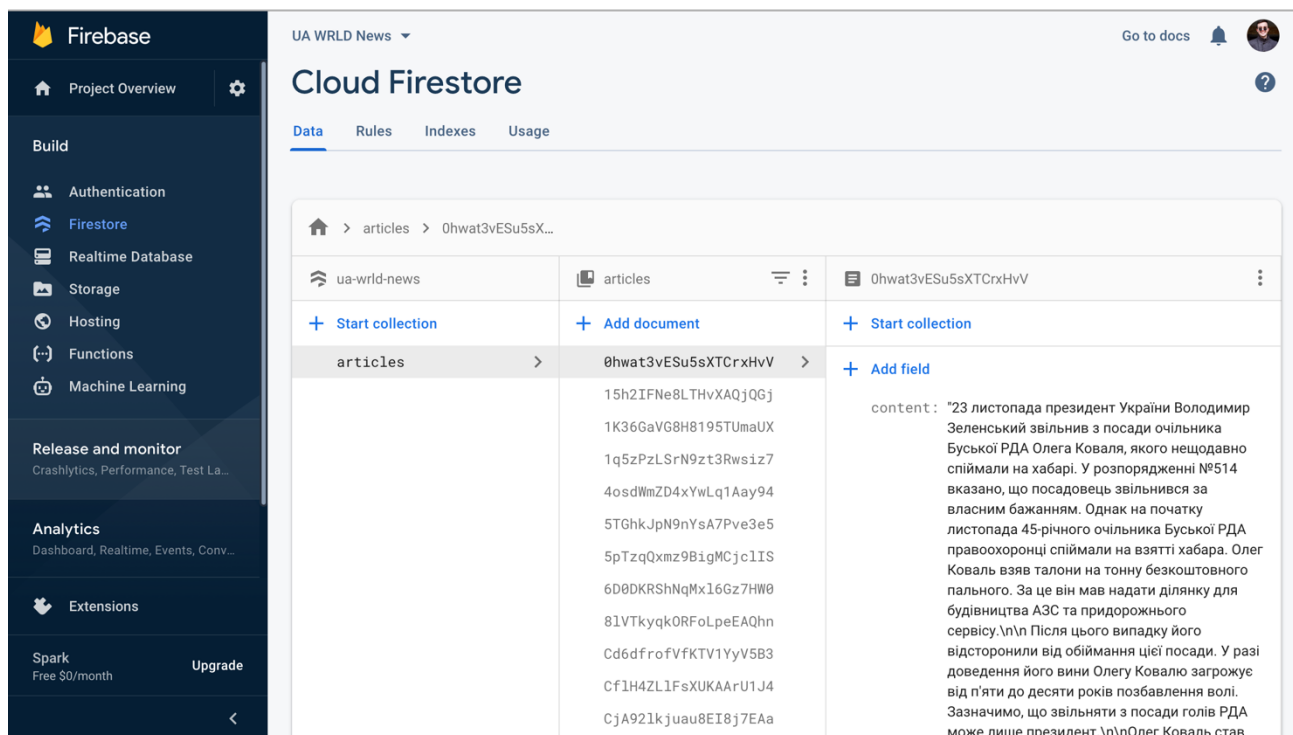 Firebase
Project Overview
Build
Authentication
Firestore
Realtime Database
Storage
Hosting
Functions
Machine Learning
Release and monitor
Crashlytics, Performance, Test La...
Analytics
Dashboard, Realtime, Events, Conv...
Extensions
Spark
Free $0/month
Upgrade
UA WRLD News
Go to docs
Cloud Firestore
Data Rules Indexes Usage
articles > 0hwat3vESu5sX...
ua-wrld-news
Start collection
articles
articles
Add document
0hwat3vESu5sXTCrxHvV
15h2IFNe8LTHvXAQjQGj
1K36GaVG8H8195TUmaUX
1q5zPzLSrN9zt3Rwsiz7
4osdWmZD4xYwLq1Aay94
5TGhkJpN9nYsA7Pve3e5
5pTzqQxmz9BigMCjclIS
6D0DKRShNqMxl6Gz7HW0
8lVTkyqkORFoLpeEAQhn
Cd6dfrofVfKTV1YyV5B3
CflH4ZLlFsXUKAArU1J4
CjA92lkjuau8EI8j7EAa
0hwat3vESu5sXTCrxHvV
Start collection
Add field
content: "23 листопада президент України Володимир
Зеленський звільнив з посади очільника
Буської РДА Олега Коваля, якого нещодавно
спіймали на хабарі. У розпорядженні №514
вказано, що посадовець звільнився за
власним бажанням. Однак на початку
листопада 45-річного очільника Буської РДА
правоохоронці спіймали на взятті хабара. Олег
Коваль взяв талони на тонну безкоштовного
пального. За це він мав надати ділянку для
будівництва АЗС та придорожнього
сервісу.\n\n Після цього випадку його
відсторонили від обіймання цієї посади. У разі
доведення його вини Олегу Ковалю загрожує
від п'яти до десяти років позбавлення волі.
Зазначимо, що звільняти з посади голів РДА
може лише президент.\n\nОлег Коваль став